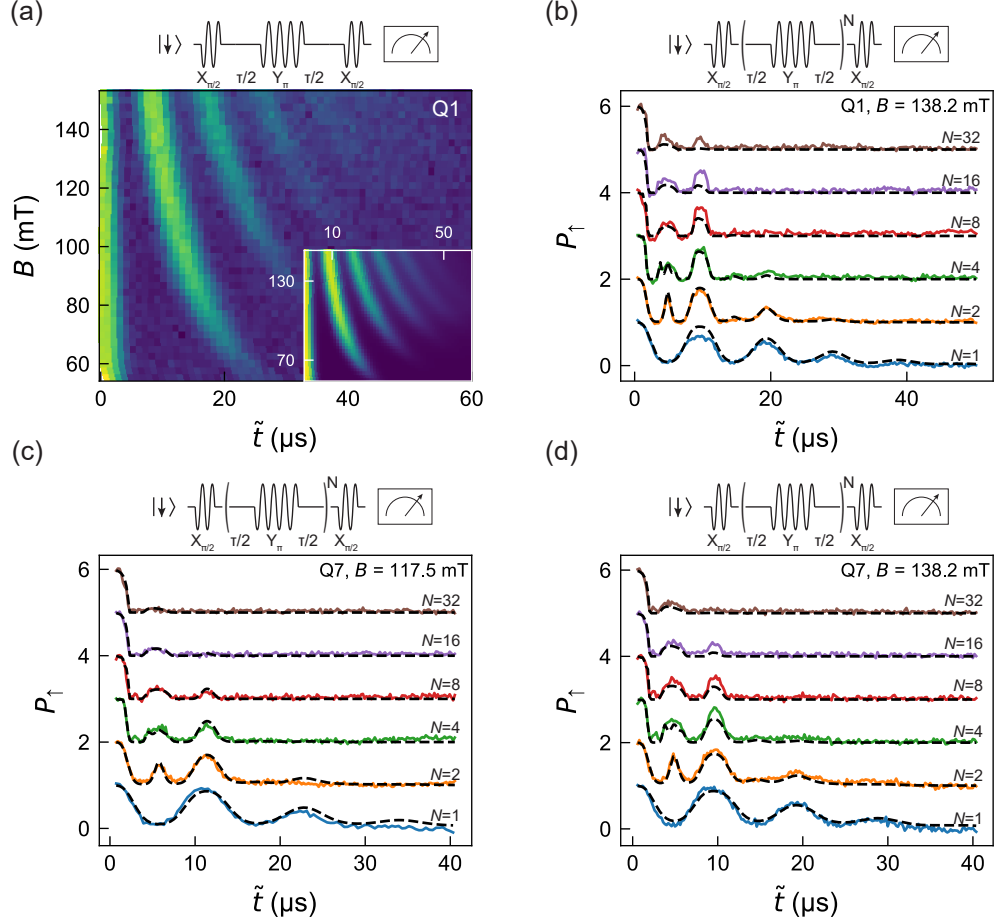 (a)
|↓⟩
X_π/2 τ/2 Y_π τ/2 X_π/2
Q1
B (mT)
140
120
100
80
60
10 50
130
70
0 20 40 60
t̃ (µs)
(b)
|↓⟩ ( )N
X_π/2 τ/2 Y_π τ/2 X_π/2
Q1, B = 138.2 mT
P↑
6
4
2
0
N=32
N=16
N=8
N=4
N=2
N=1
0 20 40
t̃ (µs)
(c)
|↓⟩ ( )N
X_π/2 τ/2 Y_π τ/2 X_π/2
Q7, B = 117.5 mT
P↑
6
4
2
0
N=32
N=16
N=8
N=4
N=2
N=1
0 10 20 30 40
t̃ (µs)
(d)
|↓⟩ ( )N
X_π/2 τ/2 Y_π τ/2 X_π/2
Q7, B = 138.2 mT
P↑
6
4
2
0
N=32
N=16
N=8
N=4
N=2
N=1
0 10 20 30 40
t̃ (µs)